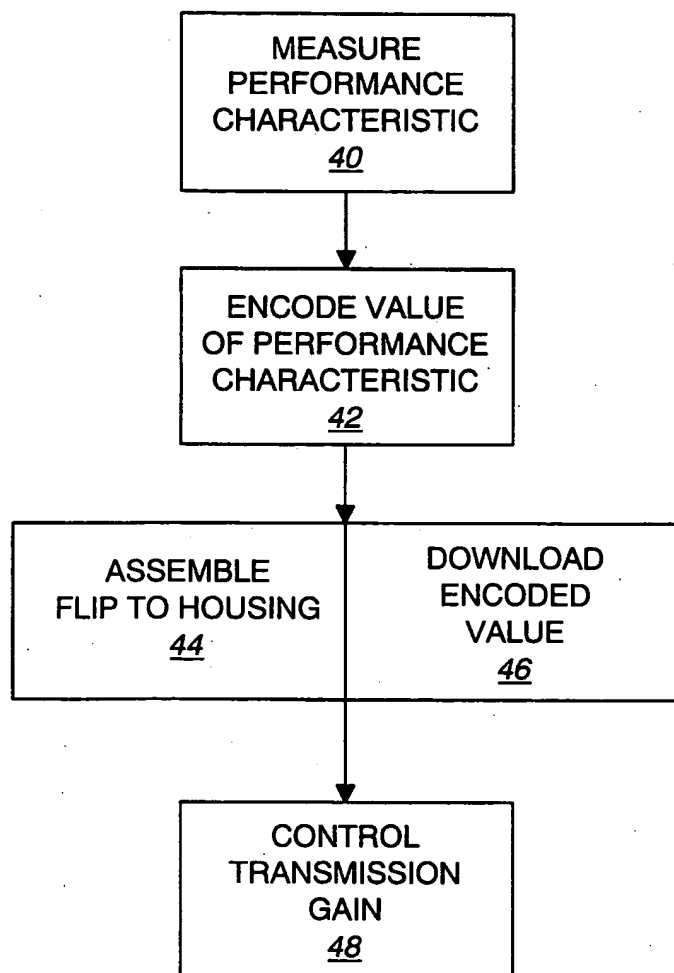 MEASURE
PERFORMANCE
CHARACTERISTIC
40
ENCODE VALUE
OF PERFORMANCE
CHARACTERISTIC
42
ASSEMBLE
FLIP TO HOUSING
44
DOWNLOAD
ENCODED
VALUE
46
CONTROL
TRANSMISSION
GAIN
48